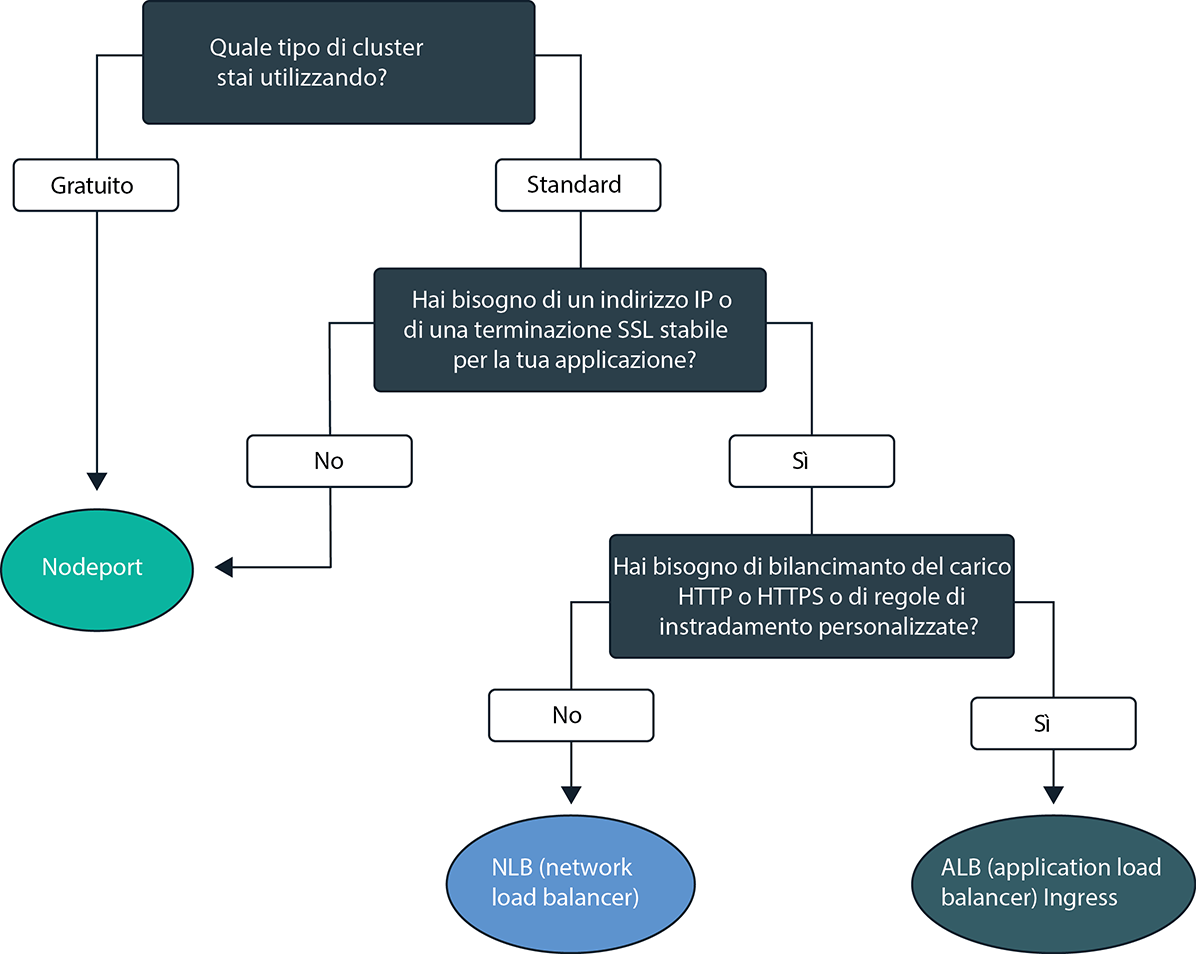 Quale tipo di cluster
stai utilizzando?
Gratuito
Standard
Hai bisogno di un indirizzo IP o
di una terminazione SSL stabile
per la tua applicazione?
No
Sì
Nodeport
Hai bisogno di bilancimanto del carico
HTTP o HTTPS o di regole di
instradamento personalizzate?
No
Sì
NLB (network
load balancer)
ALB (application load
balancer) Ingress